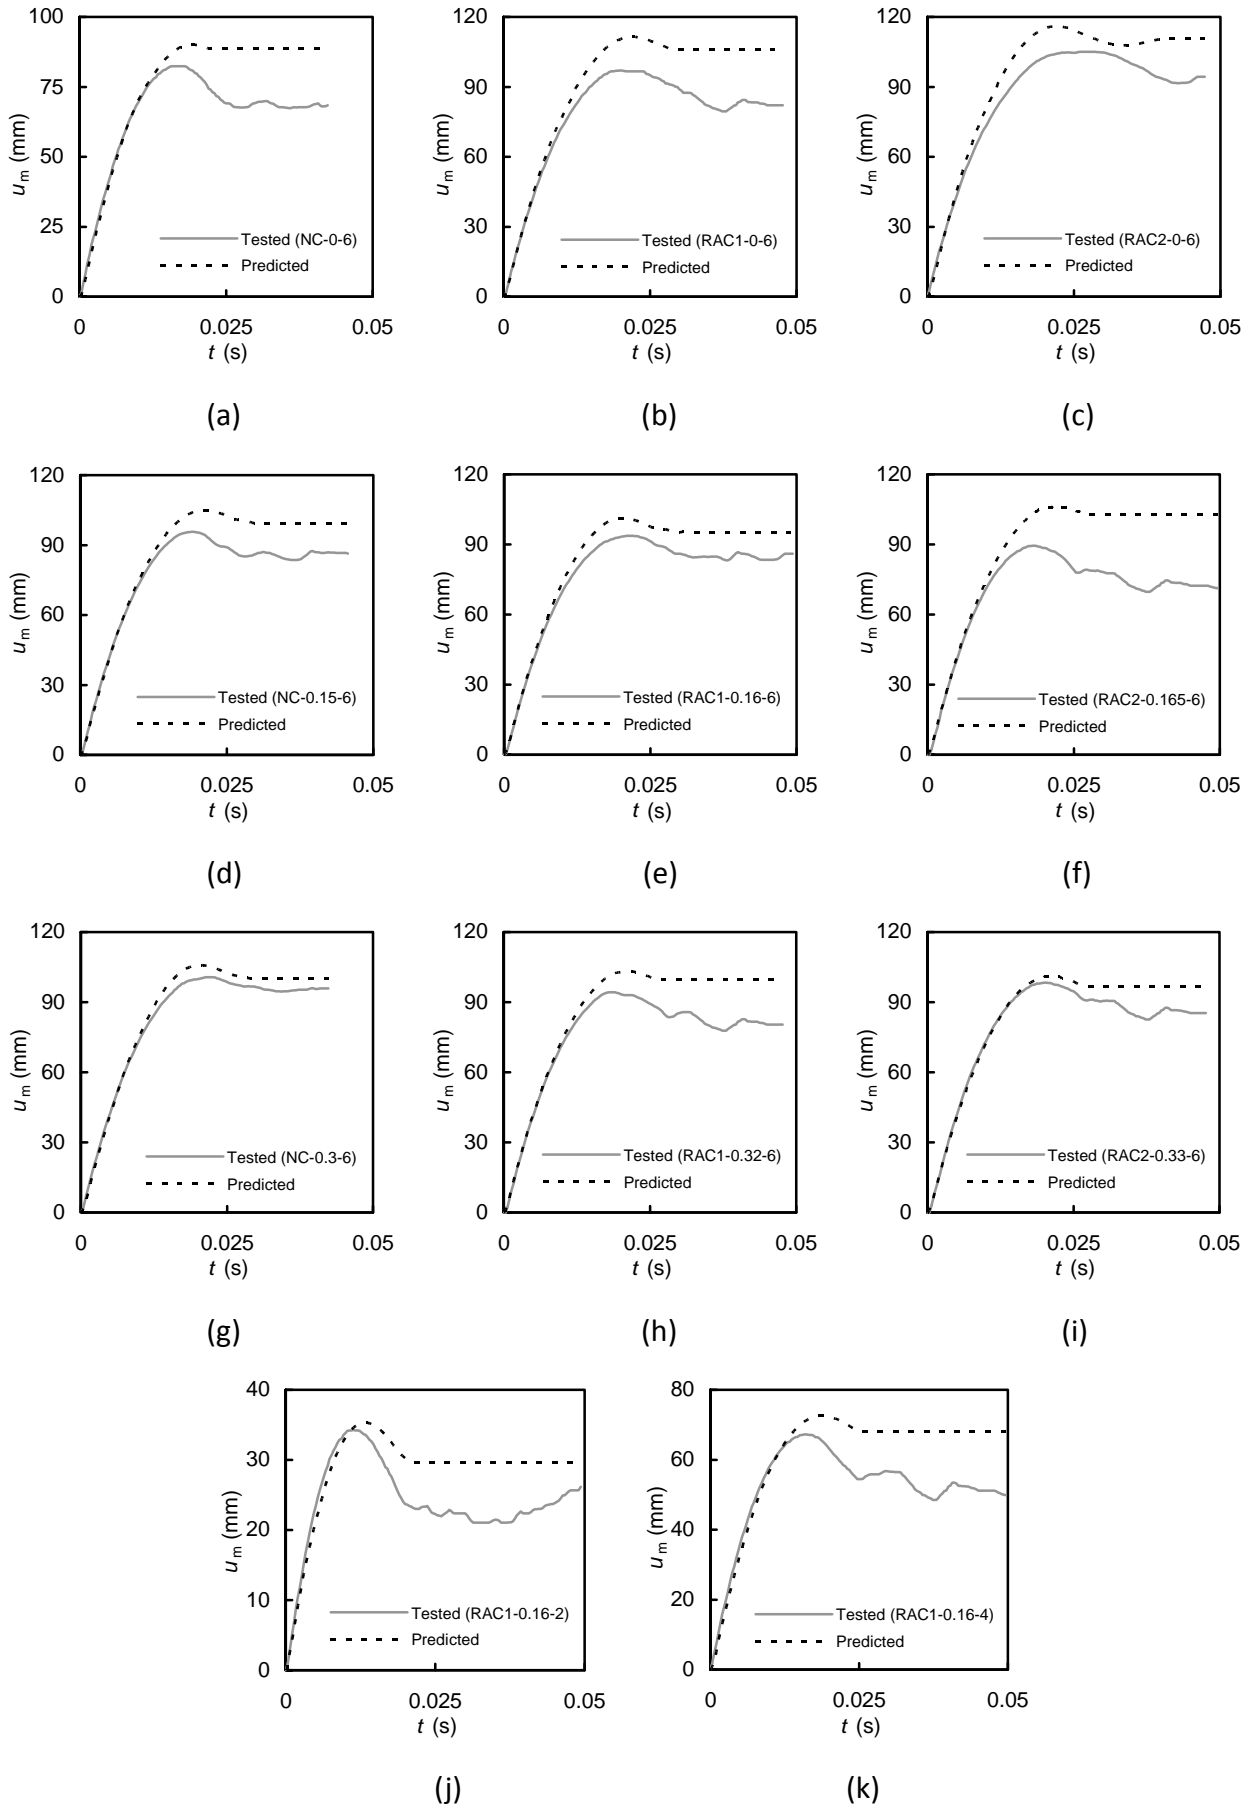 100
75
50
25
0
u_m (mm)
Tested (NC-0-6)
Predicted
0 0.025 0.05
t (s)
(a)
120
90
60
30
0
u_m (mm)
Tested (RAC1-0-6)
Predicted
0 0.025 0.05
t (s)
(b)
120
90
60
30
0
u_m (mm)
Tested (RAC2-0-6)
Predicted
0 0.025 0.05
t (s)
(c)
120
90
60
30
0
u_m (mm)
Tested (NC-0.15-6)
Predicted
0 0.025 0.05
t (s)
(d)
120
90
60
30
0
u_m (mm)
Tested (RAC1-0.16-6)
Predicted
0 0.025 0.05
t (s)
(e)
120
90
60
30
0
u_m (mm)
Tested (RAC2-0.165-6)
Predicted
0 0.025 0.05
t (s)
(f)
120
90
60
30
0
u_m (mm)
Tested (NC-0.3-6)
Predicted
0 0.025 0.05
t (s)
(g)
120
90
60
30
0
u_m (mm)
Tested (RAC1-0.32-6)
Predicted
0 0.025 0.05
t (s)
(h)
120
90
60
30
0
u_m (mm)
Tested (RAC2-0.33-6)
Predicted
0 0.025 0.05
t (s)
(i)
40
30
20
10
0
u_m (mm)
Tested (RAC1-0.16-2)
Predicted
0 0.025 0.05
t (s)
(j)
80
60
40
20
0
u_m (mm)
Tested (RAC1-0.16-4)
Predicted
0 0.025 0.05
t (s)
(k)